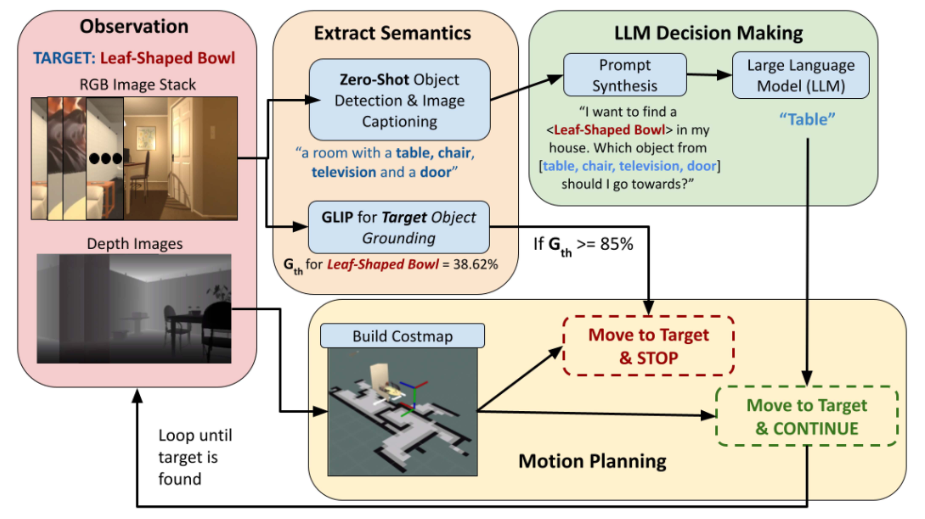 Observation
TARGET: Leaf-Shaped Bowl
RGB Image Stack
Depth Images
Extract Semantics
Zero-Shot Object
Detection & Image
Captioning
“a room with a table, chair,
television and a door”
GLIP for Target Object
Grounding
Gth for Leaf-Shaped Bowl = 38.62%
LLM Decision Making
Prompt
Synthesis
Large Language
Model (LLM)
“I want to find a
<Leaf-Shaped Bowl> in my
house. Which object from
[table, chair, television, door]
should I go towards?”
“Table”
If Gth >= 85%
Build Costmap
Move to Target
& STOP
Move to Target
& CONTINUE
Motion Planning
Loop until
target is
found